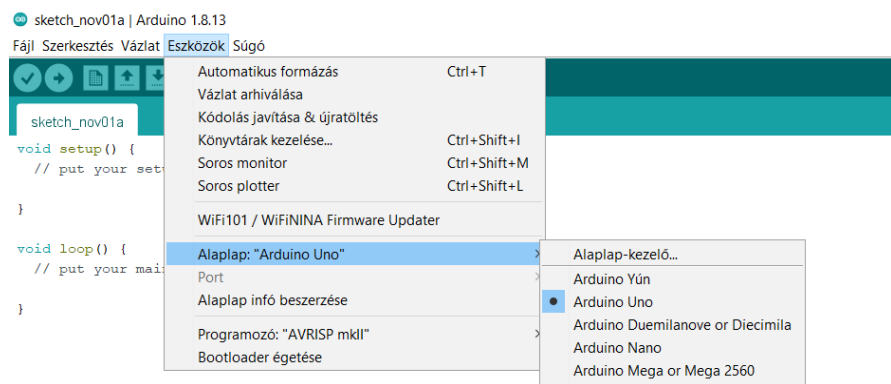 sketch_nov01a | Arduino 1.8.13
Fájl Szerkesztés Vázlat Eszközök Súgó
Automatikus formázás Ctrl+T
Vázlat arhiválása
Kódolás javítása & újratöltés
Könyvtárak kezelése... Ctrl+Shift+I
Soros monitor Ctrl+Shift+M
Soros plotter Ctrl+Shift+L
WiFi101 / WiFiNINA Firmware Updater
Alaplap: "Arduino Uno"
Port
Alaplap infó beszerzése
Programozó: "AVRISP mkII"
Bootloader égetése
Alaplap-kezelő...
Arduino Yún
Arduino Uno
Arduino Duemilanove or Diecimila
Arduino Nano
Arduino Mega or Mega 2560
sketch_nov01a
void setup() {
// put your set
}
void loop() {
// put your mai
}